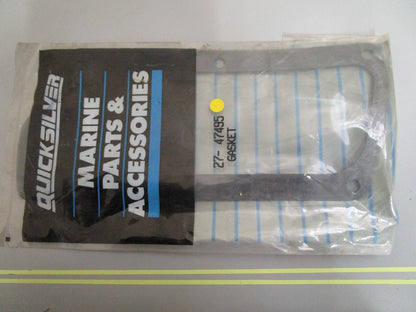 QUICKSILVER
MARINE
PARTS &
ACCESSORIES
27- 47495
GASKET